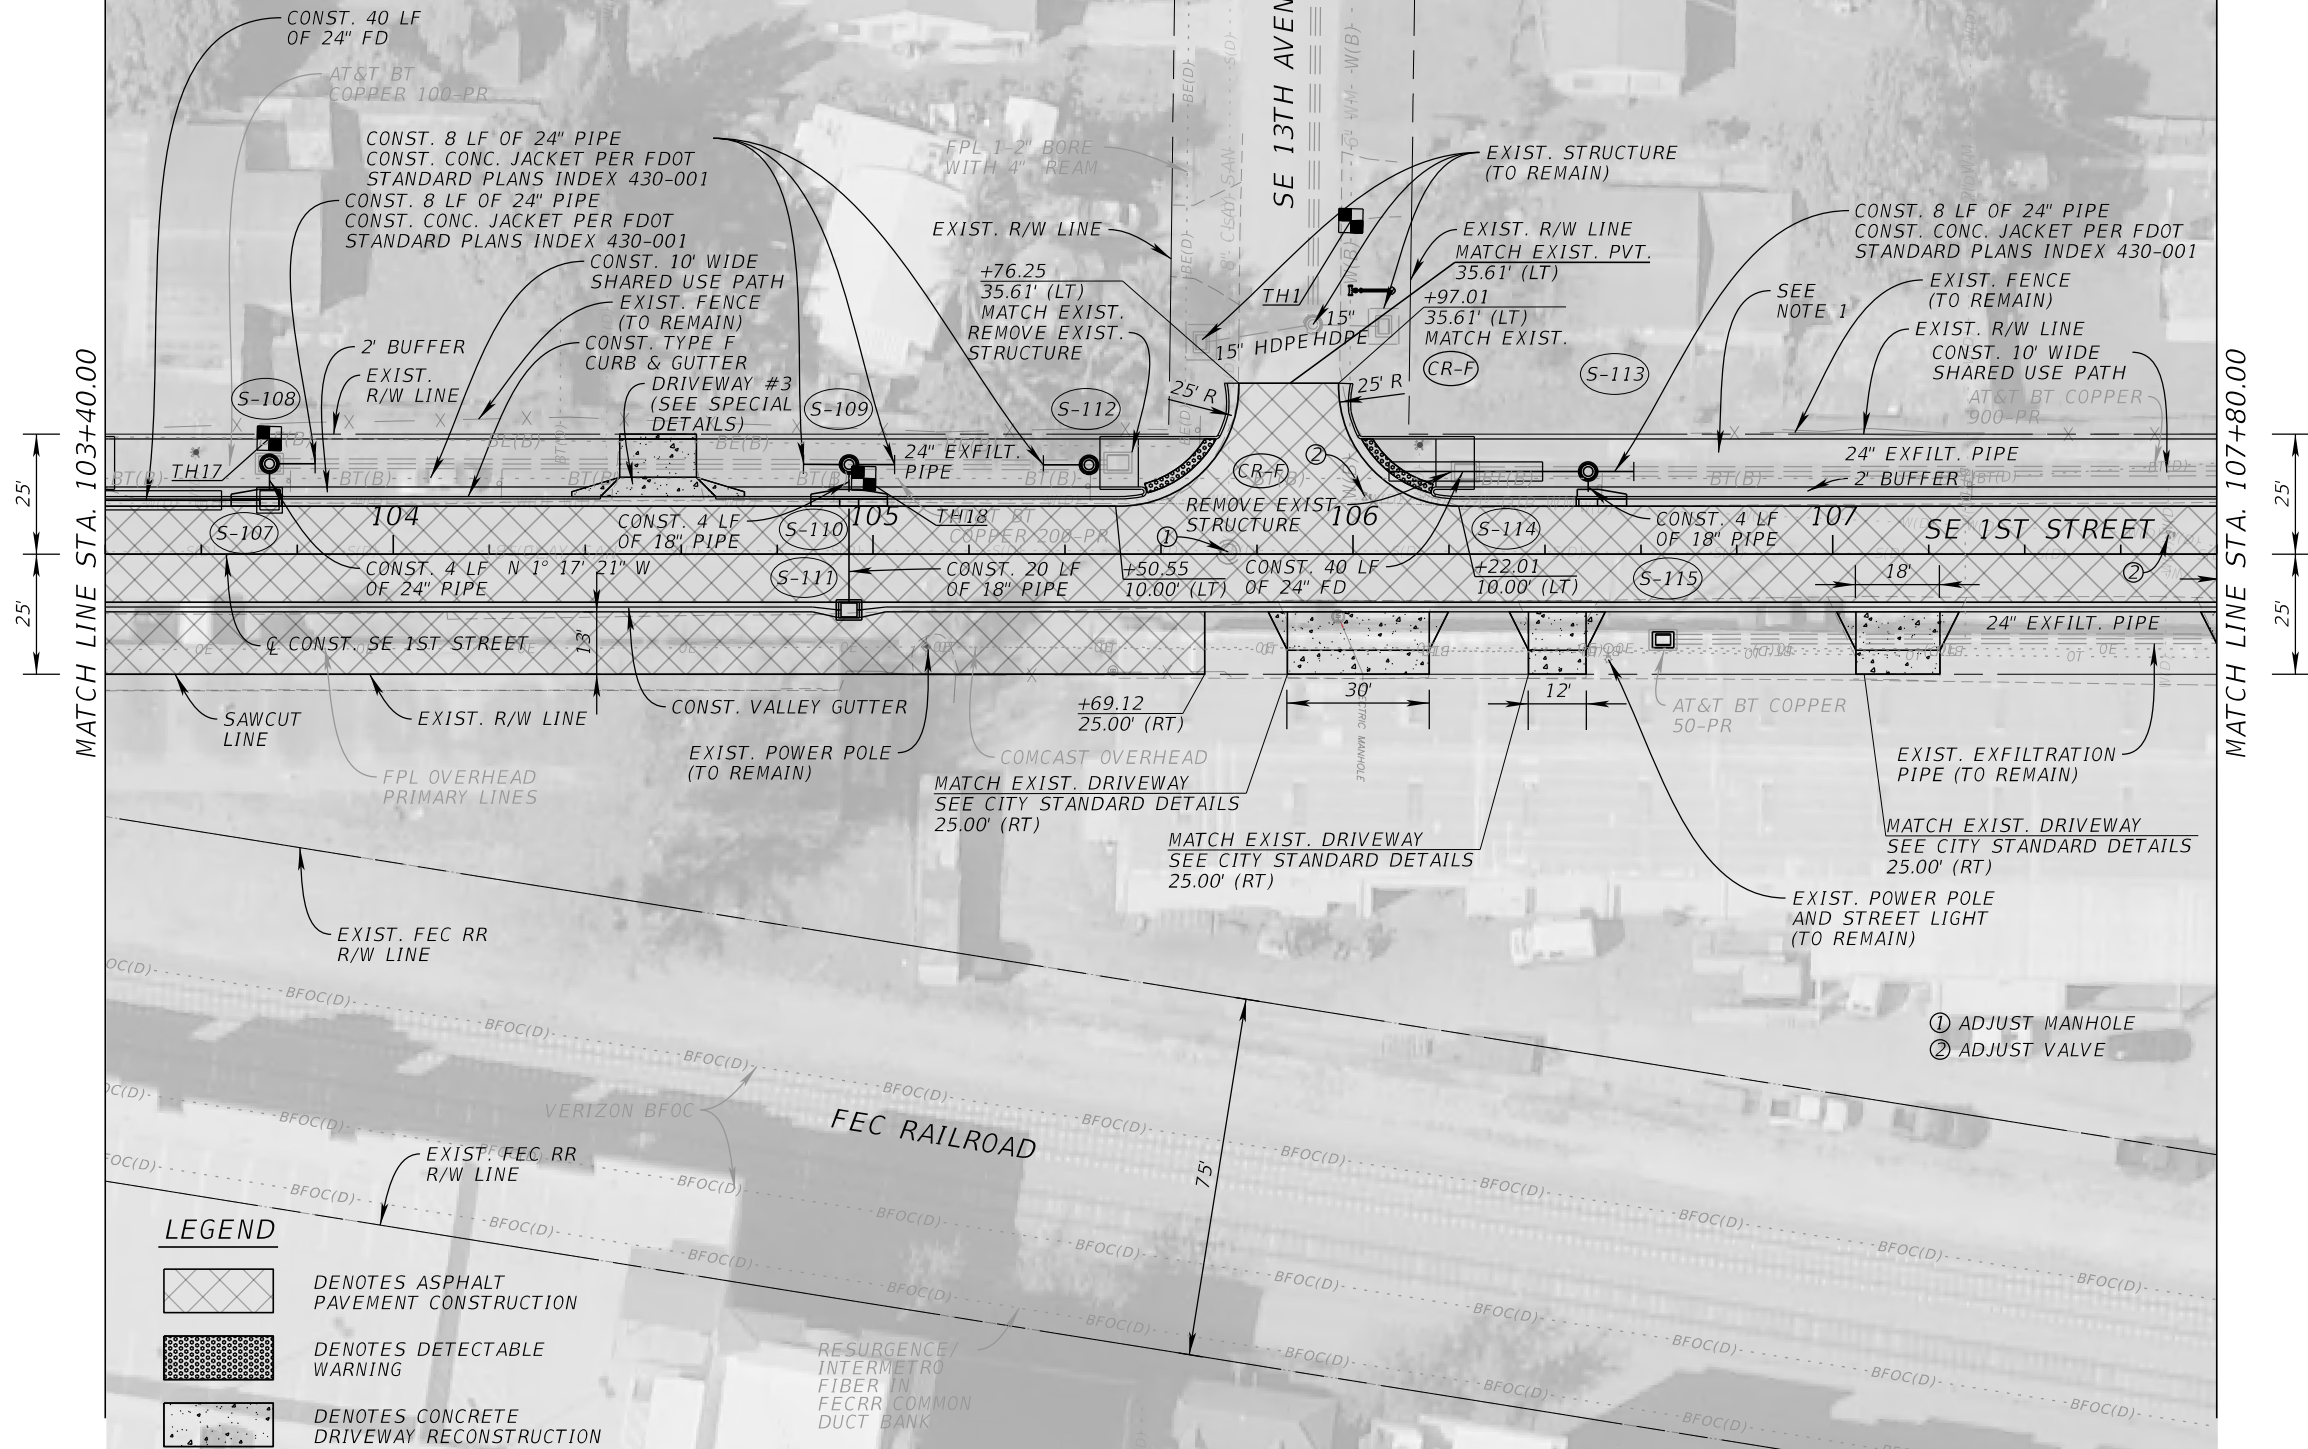 CONST. 40 LF
OF 24" FD
AT&T BT
COPPER 100-PR
CONST. 8 LF OF 24" PIPE
CONST. CONC. JACKET PER FDOT
STANDARD PLANS INDEX 430-001
CONST. 8 LF OF 24" PIPE
CONST. CONC. JACKET PER FDOT
STANDARD PLANS INDEX 430-001
CONST. 10' WIDE
SHARED USE PATH
EXIST. FENCE
(TO REMAIN)
CONST. TYPE F
CURB & GUTTER
DRIVEWAY #3
(SEE SPECIAL
DETAILS)
2' BUFFER
EXIST.
R/W LINE
S-108
TH17
S-107
104
CONST. 4 LF
OF 24" PIPE
N 1° 17' 21" W
FPL 1-2" BORE
WITH 4" REAM
EXIST. R/W LINE
+76.25
35.61' (LT)
MATCH EXIST.
REMOVE EXIST.
STRUCTURE
S-109
S-112
24" EXFILT.
PIPE
CONST. 4 LF
OF 18" PIPE
S-110
105
TH18
COPPER 200-PR
S-111
CONST. 20 LF
OF 18" PIPE
+50.55
10.00' (LT)
SE 13TH AVEN
BE(D)
BE(D)
EXIST. STRUCTURE
(TO REMAIN)
EXIST. R/W LINE
MATCH EXIST. PVT.
35.61' (LT)
TH1
+97.01
35.61' (LT)
MATCH EXIST.
15" HDPE
15"
HDPE
CR-F
25' R
25' R
CR-F
2
REMOVE EXIST.
STRUCTURE
1
106
CONST. 40 LF
OF 24" FD
S-114
+22.01
10.00' (LT)
S-113
CONST. 8 LF OF 24" PIPE
CONST. CONC. JACKET PER FDOT
STANDARD PLANS INDEX 430-001
SEE
NOTE 1
EXIST. FENCE
(TO REMAIN)
EXIST. R/W LINE
CONST. 10' WIDE
SHARED USE PATH
AT&T BT COPPER
900-PR
24" EXFILT. PIPE
2' BUFFER
CONST. 4 LF
OF 18" PIPE
107
SE 1ST STREET
S-115
18'
2
24" EXFILT. PIPE
MATCH LINE STA. 103+40.00
25'
25'
MATCH LINE STA. 107+80.00
25'
25'
℄ CONST. SE 1ST STREET
13'
SAWCUT
LINE
EXIST. R/W LINE
CONST. VALLEY GUTTER
EXIST. POWER POLE
(TO REMAIN)
FPL OVERHEAD
PRIMARY LINES
COMCAST OVERHEAD
+69.12
25.00' (RT)
30'
12'
AT&T BT COPPER
50-PR
MATCH EXIST. DRIVEWAY
SEE CITY STANDARD DETAILS
25.00' (RT)
MATCH EXIST. DRIVEWAY
SEE CITY STANDARD DETAILS
25.00' (RT)
EXIST. EXFILTRATION
PIPE (TO REMAIN)
MATCH EXIST. DRIVEWAY
SEE CITY STANDARD DETAILS
25.00' (RT)
EXIST. POWER POLE
AND STREET LIGHT
(TO REMAIN)
EXIST. FEC RR
R/W LINE
BFOC(D)
BFOC(D)
BFOC(D)
BFOC(D)
BFOC(D)
BFOC(D)
BFOC(D)
BFOC(D)
BFOC(D)
BFOC(D)
VERIZON BFOC
FEC RAILROAD
75'
1 ADJUST MANHOLE
2 ADJUST VALVE
EXIST. FEC RR
R/W LINE
LEGEND
DENOTES ASPHALT
PAVEMENT CONSTRUCTION
DENOTES DETECTABLE
WARNING
DENOTES CONCRETE
DRIVEWAY RECONSTRUCTION
RESURGENCE/
INTERMETRO
FIBER IN
FECRR COMMON
DUCT BANK